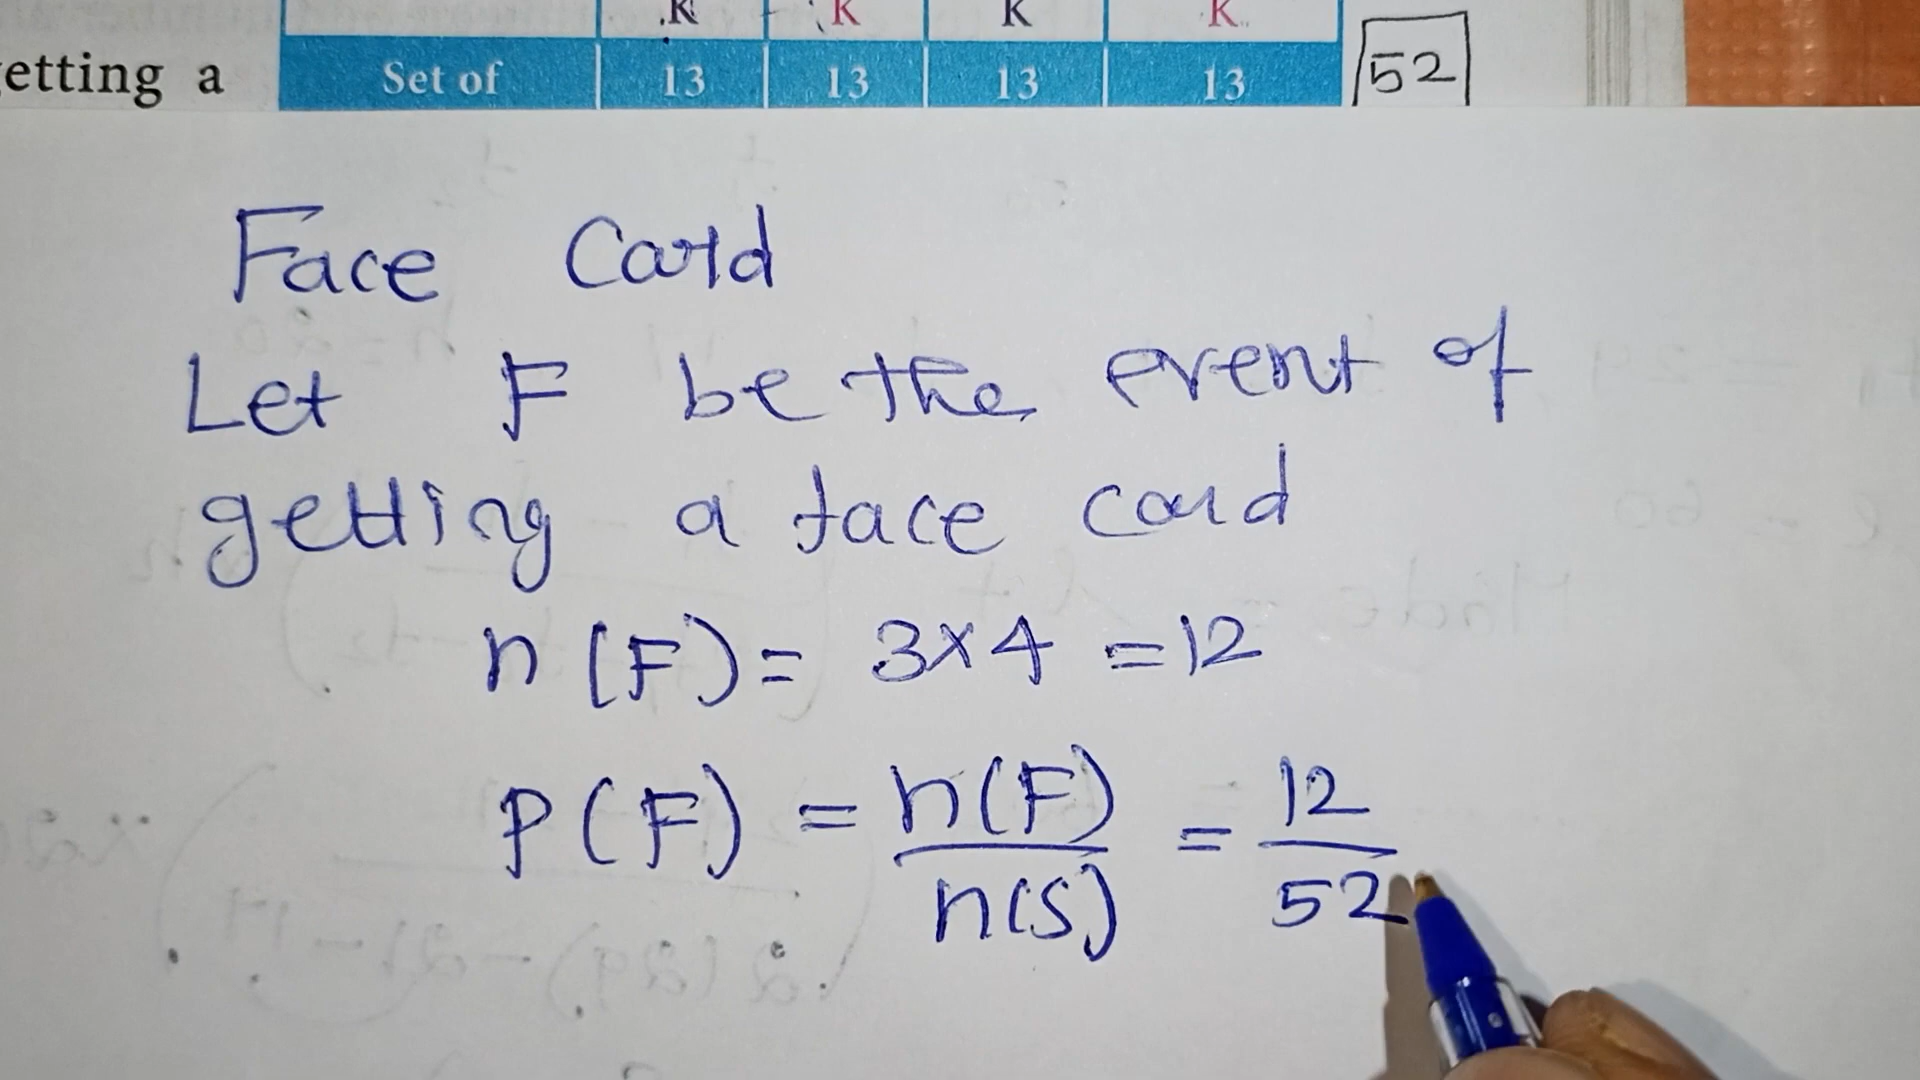 K K K K
etting a Set of 13 13 13 13 52
Face Card
Let F be the event of
getting a face card
n(F) = 3×4 = 12
P(F) = n(F)/n(S) = 12/52